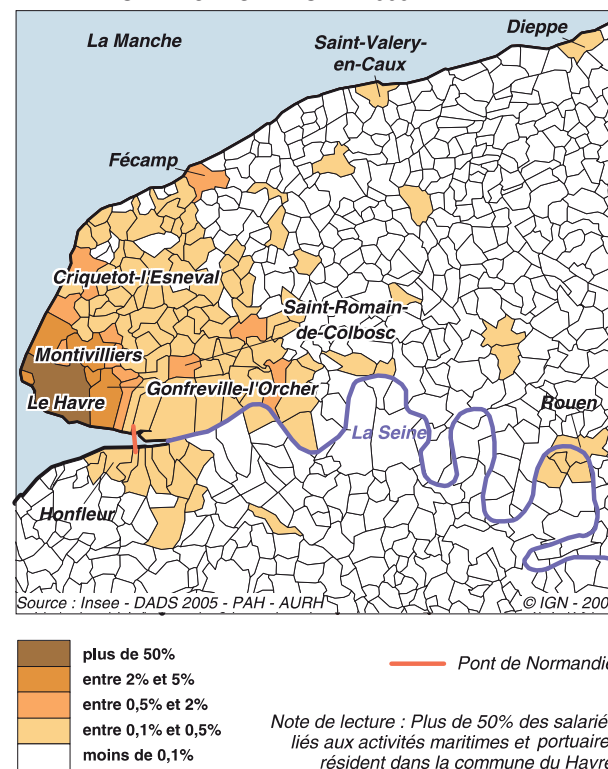 La Manche
Dieppe
Saint-Valery-
en-Caux
Fécamp
Criquetot-l'Esneval
Saint-Romain-
de-Colbosc
Montivilliers
Gonfreville-l'Orcher
Le Havre
Rouen
La Seine
Honfleur
Source : Insee - DADS 2005 - PAH - AURH
© IGN - 200
plus de 50%
entre 2% et 5%
entre 0,5% et 2%
entre 0,1% et 0,5%
moins de 0,1%
Pont de Normandie
Note de lecture : Plus de 50% des salarié
liés aux activités maritimes et portuaire
résident dans la commune du Havre